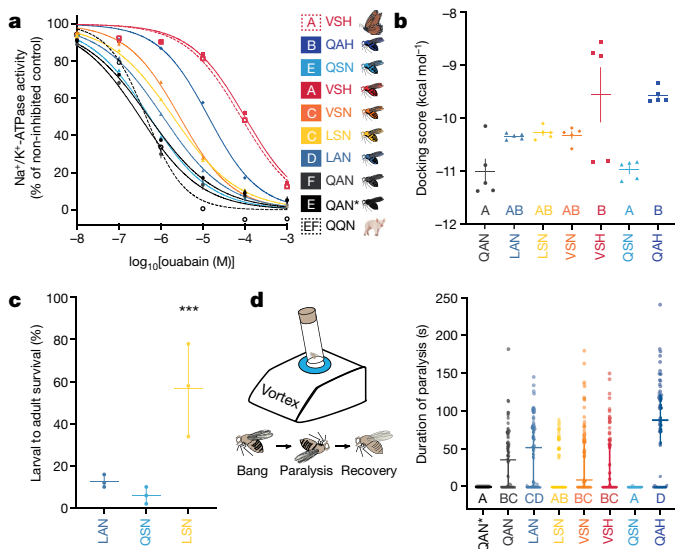 a
Na⁺/K⁺-ATPase activity
(% of non-inhibited control)
100
80
60
40
20
0
−8
−7
−6
−5
−4
−3
log₁₀[ouabain (M)]
A VSH
B QAH
E QSN
A VSH
C VSN
C LSN
D LAN
F QAN
E QAN*
EF QQN
b
Docking score (kcal mol⁻¹)
−8
−9
−10
−11
−12
A AB AB AB B A B
QAN
LAN
LSN
VSN
VSH
QSN
QAH
c
Larval to adult survival (%)
100
80
60
40
20
0
***
LAN
QSN
LSN
d
Vortex
Bang Paralysis Recovery
Duration of paralysis (s)
250
200
150
100
50
0
A BC CD AB BC BC A D
QAN*
QAN
LAN
LSN
VSN
VSH
QSN
QAH